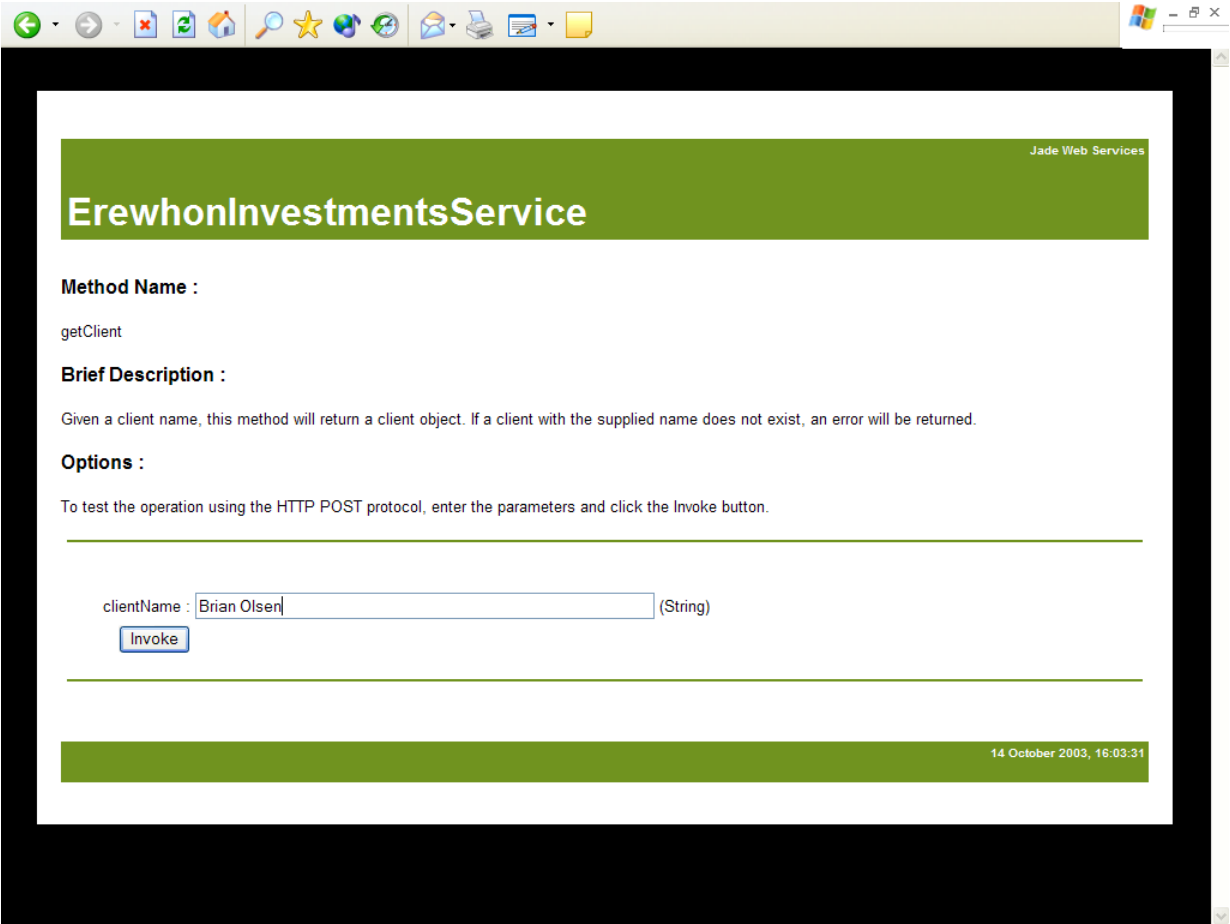 Jade Web Services
ErewhonInvestmentsService
Method Name :
getClient
Brief Description :
Given a client name, this method will return a client object. If a client with the supplied name does not exist, an error will be returned.
Options :
To test the operation using the HTTP POST protocol, enter the parameters and click the Invoke button.
clientName : Brian Olsen (String)
Invoke
14 October 2003, 16:03:31